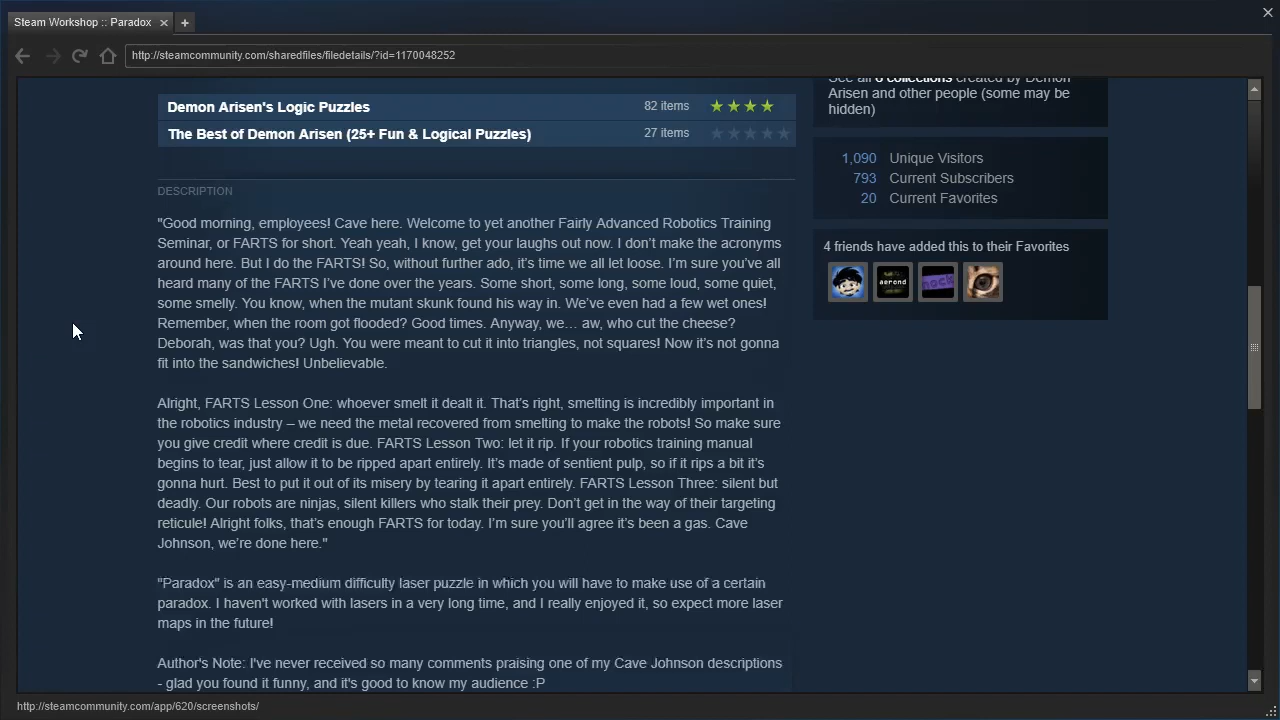 Steam Workshop :: Paradox
http://steamcommunity.com/sharedfiles/filedetails/?id=1170048252
Demon Arisen's Logic Puzzles 82 items
The Best of Demon Arisen (25+ Fun & Logical Puzzles) 27 items
DESCRIPTION
"Good morning, employees! Cave here. Welcome to yet another Fairly Advanced Robotics Training
Seminar, or FARTS for short. Yeah yeah, I know, get your laughs out now. I don’t make the acronyms
around here. But I do the FARTS! So, without further ado, it’s time we all let loose. I’m sure you’ve all
heard many of the FARTS I’ve done over the years. Some short, some long, some loud, some quiet,
some smelly. You know, when the mutant skunk found his way in. We’ve even had a few wet ones!
Remember, when the room got flooded? Good times. Anyway, we… aw, who cut the cheese?
Deborah, was that you? Ugh. You were meant to cut it into triangles, not squares! Now it’s not gonna
fit into the sandwiches! Unbelievable.
Alright, FARTS Lesson One: whoever smelt it dealt it. That’s right, smelting is incredibly important in
the robotics industry – we need the metal recovered from smelting to make the robots! So make sure
you give credit where credit is due. FARTS Lesson Two: let it rip. If your robotics training manual
begins to tear, just allow it to be ripped apart entirely. It’s made of sentient pulp, so if it rips a bit it’s
gonna hurt. Best to put it out of its misery by tearing it apart entirely. FARTS Lesson Three: silent but
deadly. Our robots are ninjas, silent killers who stalk their prey. Don’t get in the way of their targeting
reticule! Alright folks, that’s enough FARTS for today. I’m sure you’ll agree it’s been a gas. Cave
Johnson, we’re done here."
"Paradox" is an easy-medium difficulty laser puzzle in which you will have to make use of a certain
paradox. I haven't worked with lasers in a very long time, and I really enjoyed it, so expect more laser
maps in the future!
Author's Note: I've never received so many comments praising one of my Cave Johnson descriptions
- glad you found it funny, and it's good to know my audience :P
See all 6 collections created by Demon
Arisen and other people (some may be
hidden)
1,090 Unique Visitors
793 Current Subscribers
20 Current Favorites
4 friends have added this to their Favorites
aerond
rock
http://steamcommunity.com/app/620/screenshots/